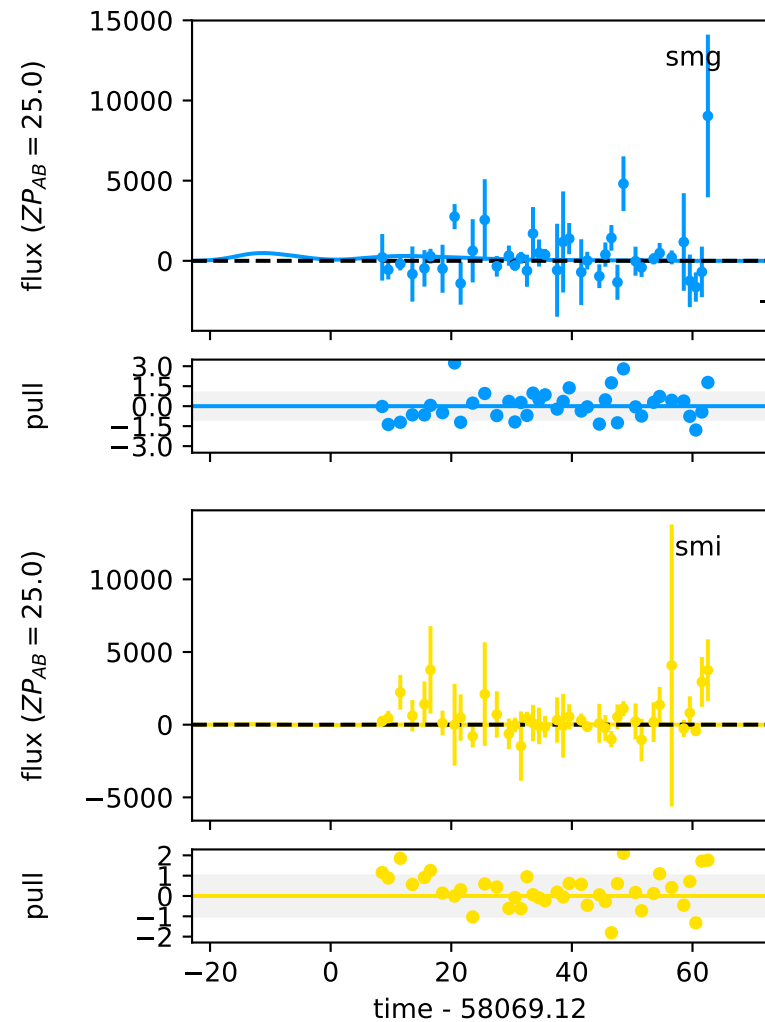 15000
smg
10000
5000
0
flux (ZP_AB = 25.0)
3.0
1.5
0.0
−1.5
−3.0
pull
smi
10000
5000
0
−5000
flux (ZP_AB = 25.0)
2
1
0
−1
−2
pull
−20 0 20 40 60
time - 58069.12